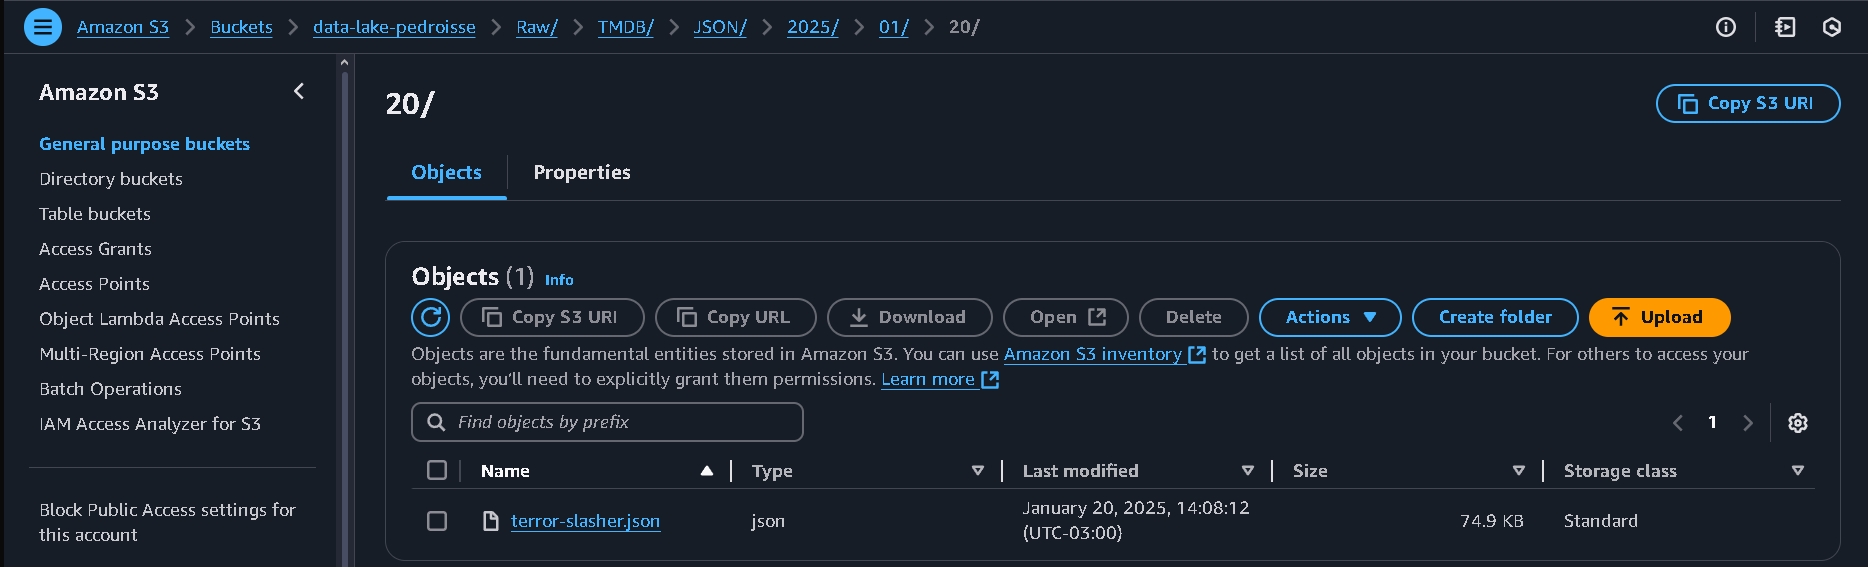 Amazon S3 > Buckets > data-lake-pedroisse > Raw/ > TMDB/ > JSON/ > 2025/ > 01/ > 20/
Amazon S3
General purpose buckets
Directory buckets
Table buckets
Access Grants
Access Points
Object Lambda Access Points
Multi-Region Access Points
Batch Operations
IAM Access Analyzer for S3
Block Public Access settings for
this account
20/
Copy S3 URI
Objects Properties
Objects (1) Info
Copy S3 URI Copy URL Download Open Delete Actions Create folder Upload
Objects are the fundamental entities stored in Amazon S3. You can use Amazon S3 inventory to get a list of all objects in your bucket. For others to access your
objects, you'll need to explicitly grant them permissions. Learn more
Find objects by prefix
1
Name Type Last modified Size Storage class
terror-slasher.json json January 20, 2025, 14:08:12 (UTC-03:00) 74.9 KB Standard